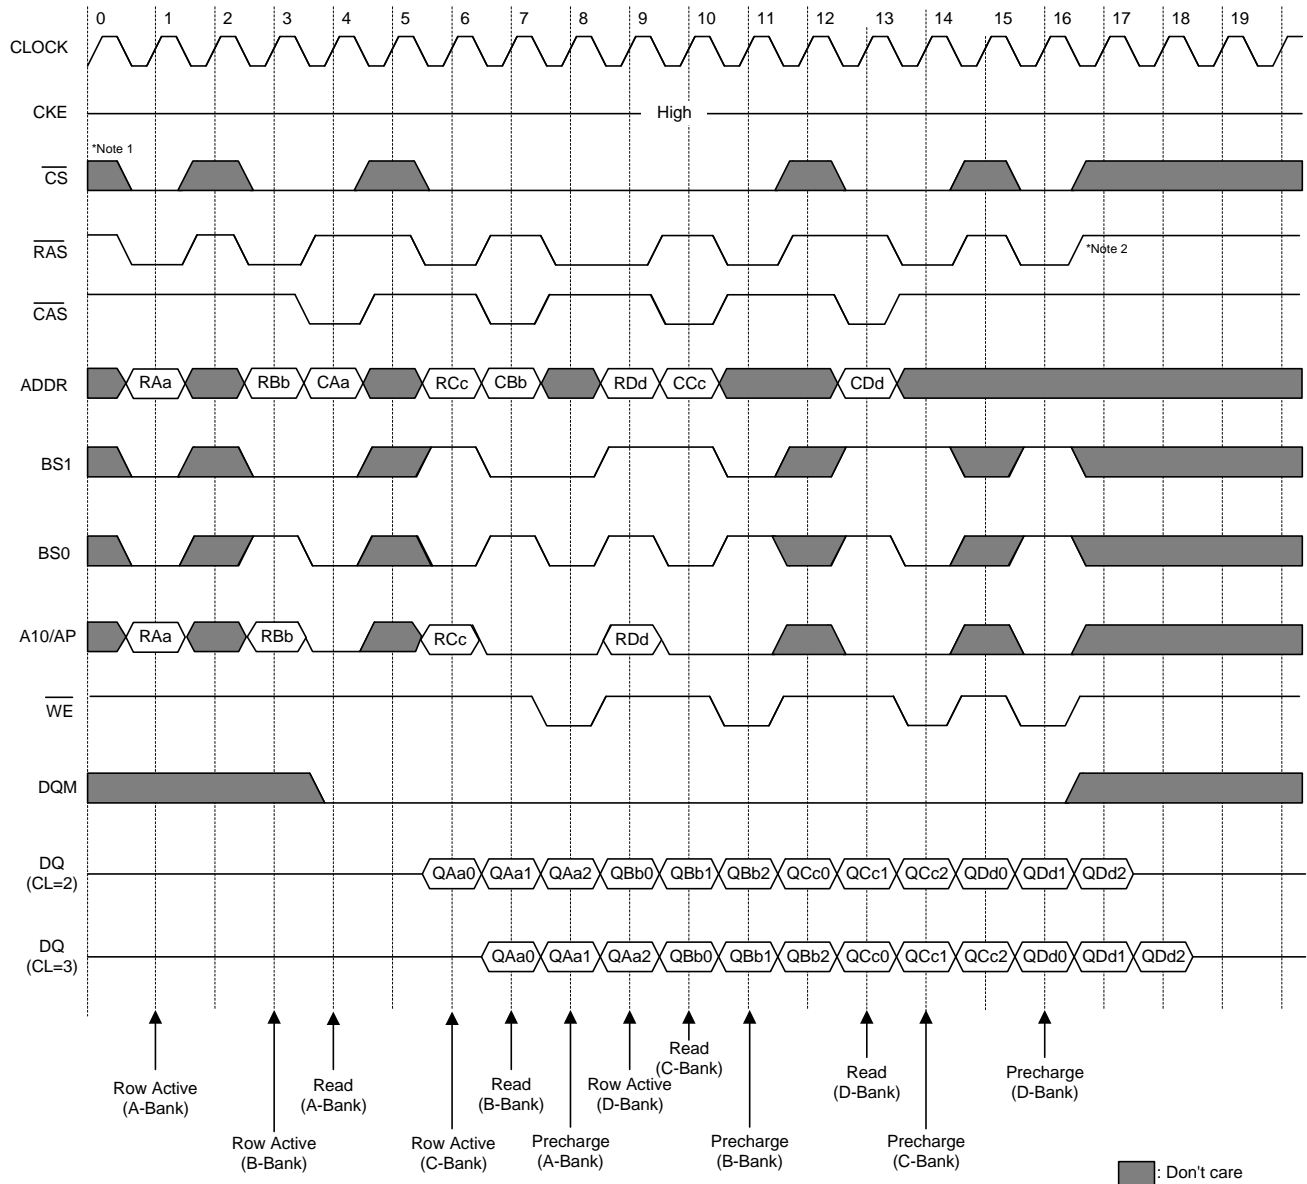 0 1 2 3 4 5 6 7 8 9 10 11 12 13 14 15 16 17 18 19
CLOCK
CKE High
*Note 1
CS
RAS *Note 2
CAS
ADDR RAa RBb CAa RCc CBb RDd CCc CDd
BS1
BS0
A10/AP RAa RBb RCc RDd
WE
DQM
DQ
(CL=2) QAa0 QAa1 QAa2 QBb0 QBb1 QBb2 QCc0 QCc1 QCc2 QDd0 QDd1 QDd2
DQ
(CL=3) QAa0 QAa1 QAa2 QBb0 QBb1 QBb2 QCc0 QCc1 QCc2 QDd0 QDd1 QDd2
Row Active
(A-Bank)
Row Active
(B-Bank)
Read
(A-Bank)
Row Active
(C-Bank)
Read
(B-Bank)
Precharge
(A-Bank)
Row Active
(D-Bank)
Read
(C-Bank)
Precharge
(B-Bank)
Read
(D-Bank)
Precharge
(C-Bank)
Precharge
(D-Bank)
: Don't care